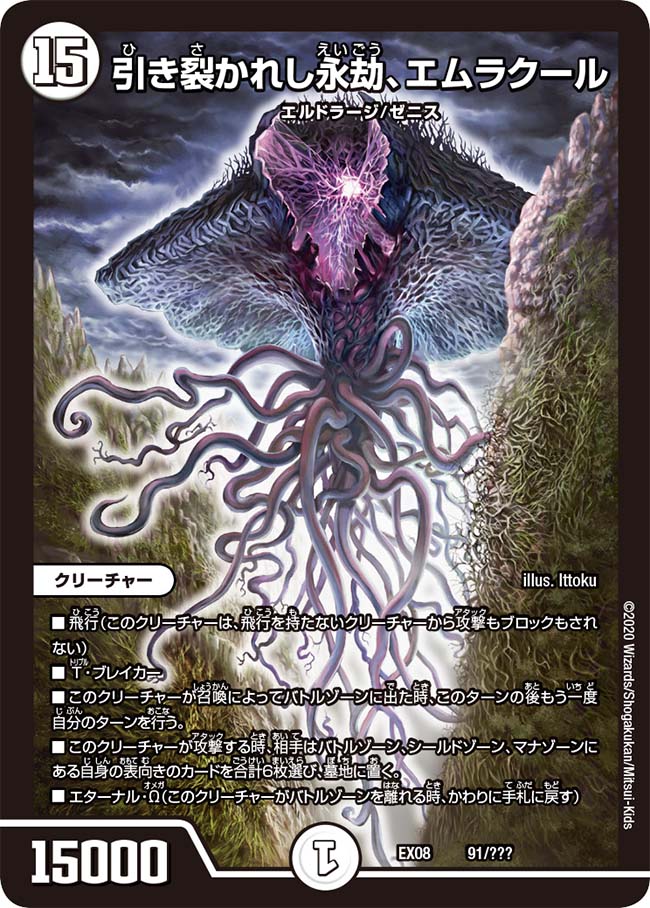 15
引き裂かれし永劫、エムラクール
エルドラージ/ゼニス
クリーチャー
illus. Ittoku
■飛行(このクリーチャーは、飛行を持たないクリーチャーから攻撃もブロックもされ
ない)
■T・ブレイカー
■このクリーチャーが召喚によってバトルゾーンに出た時、このターンの後もう一度
自分のターンを行う。
■このクリーチャーが攻撃する時、相手はバトルゾーン、シールドゾーン、マナゾーンに
ある自身の表向きのカードを合計6枚選び、墓地に置く。
■エターナル・Ω(このクリーチャーがバトルゾーンを離れる時、かわりに手札に戻す)
©2020 Wizards/Shogakukan/Mitsui-Kids
15000
EX08 91/???